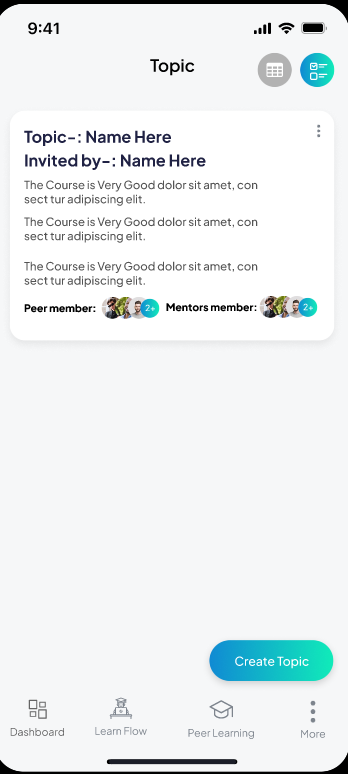 9:41
Topic
Topic-: Name Here
Invited by-: Name Here
The Course is Very Good dolor sit amet, con
sect tur adipiscing elit.
The Course is Very Good dolor sit amet, con
sect tur adipiscing elit.
The Course is Very Good dolor sit amet, con
sect tur adipiscing elit.
Peer member: 2+ Mentors member: 2+
Create Topic
Dashboard Learn Flow Peer Learning More